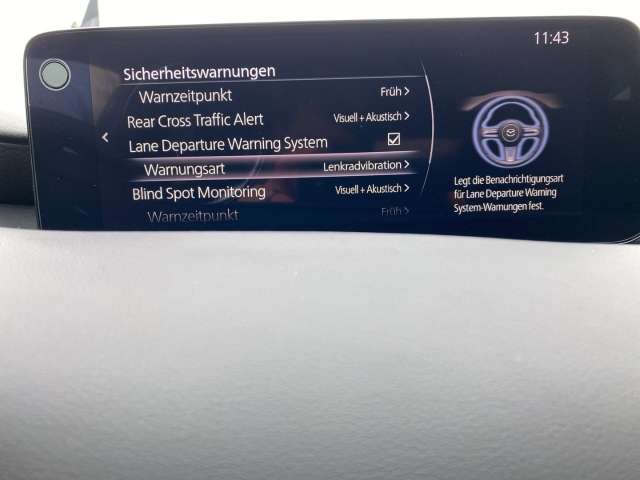 11:43
Sicherheitswarnungen
Warnzeitpunkt Früh >
Rear Cross Traffic Alert Visuell + Akustisch >
Lane Departure Warning System
Warnungsart Lenkradvibration >
Blind Spot Monitoring Visuell + Akustisch >
Warnzeitpunkt Früh >
Legt die Benachrichtigungsart
für Lane Departure Warning
System-Warnungen fest.